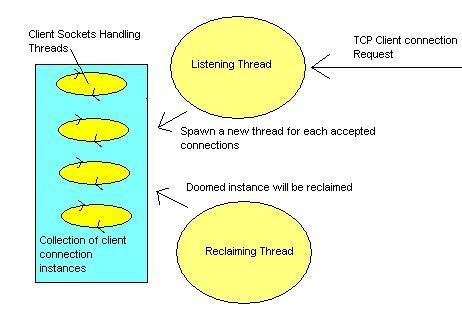 Client Sockets Handling
Threads
TCP Client connection
Request
Listening Thread
Spawn a new thread for each accepted
connections
Doomed instance will be reclaimed
Collection of client
connection
instances
Reclaiming Thread